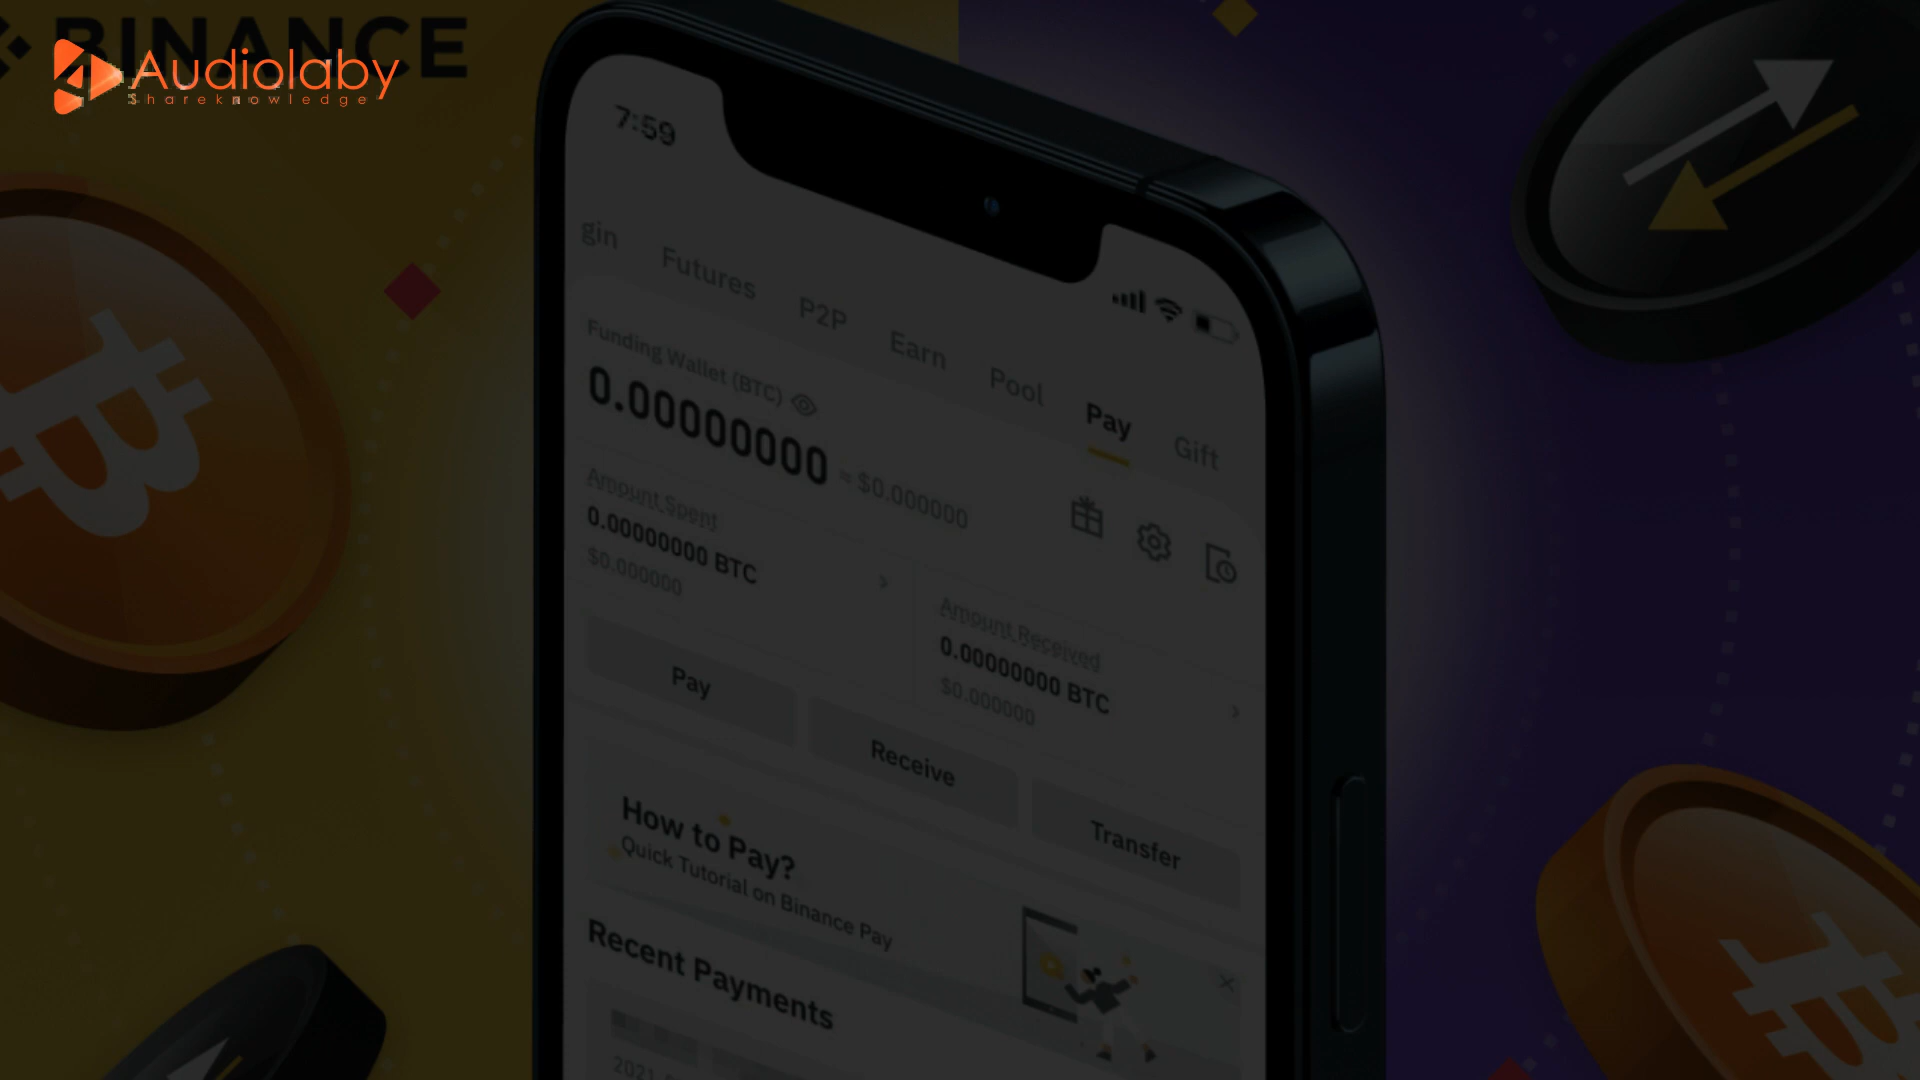 BINANCE
Audiolaby
Shareknowledge
7:59
gin Futures P2P Earn Pool Pay Gift
Funding Wallet (BTC)
0.00000000 ≈ $0.000000
Amount Spent
0.00000000 BTC
$0.000000
Amount Received
0.00000000 BTC
$0.000000
Pay
Receive
Transfer
How to Pay?
Quick Tutorial on Binance Pay
Recent Payments
2021